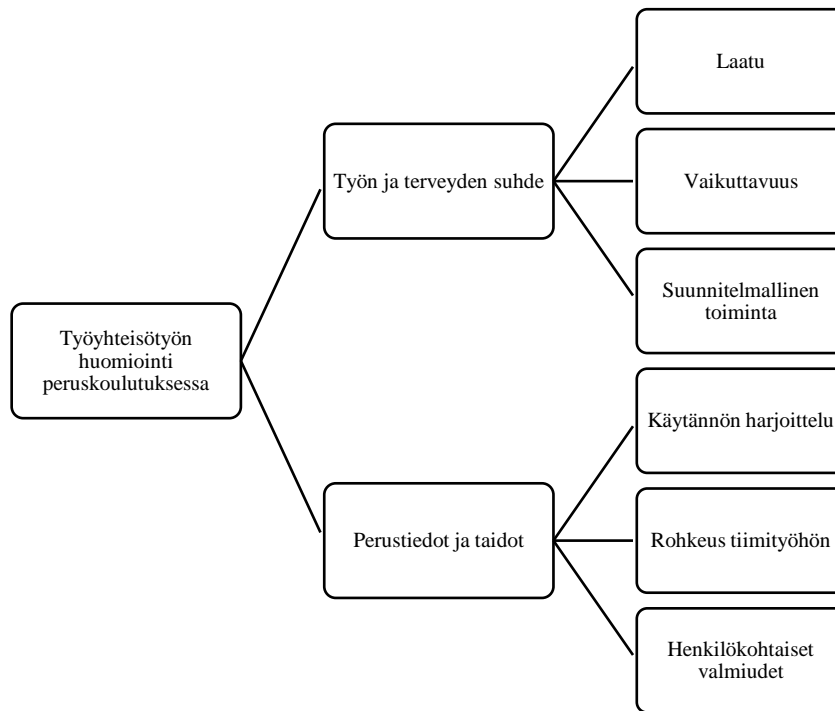 Työyhteisötyön
huomiointi
peruskoulutuksessa
Työn ja terveyden suhde
Laatu
Vaikuttavuus
Suunnitelmallinen
toiminta
Perustiedot ja taidot
Käytännön harjoittelu
Rohkeus tiimityöhön
Henkilökohtaiset
valmiudet